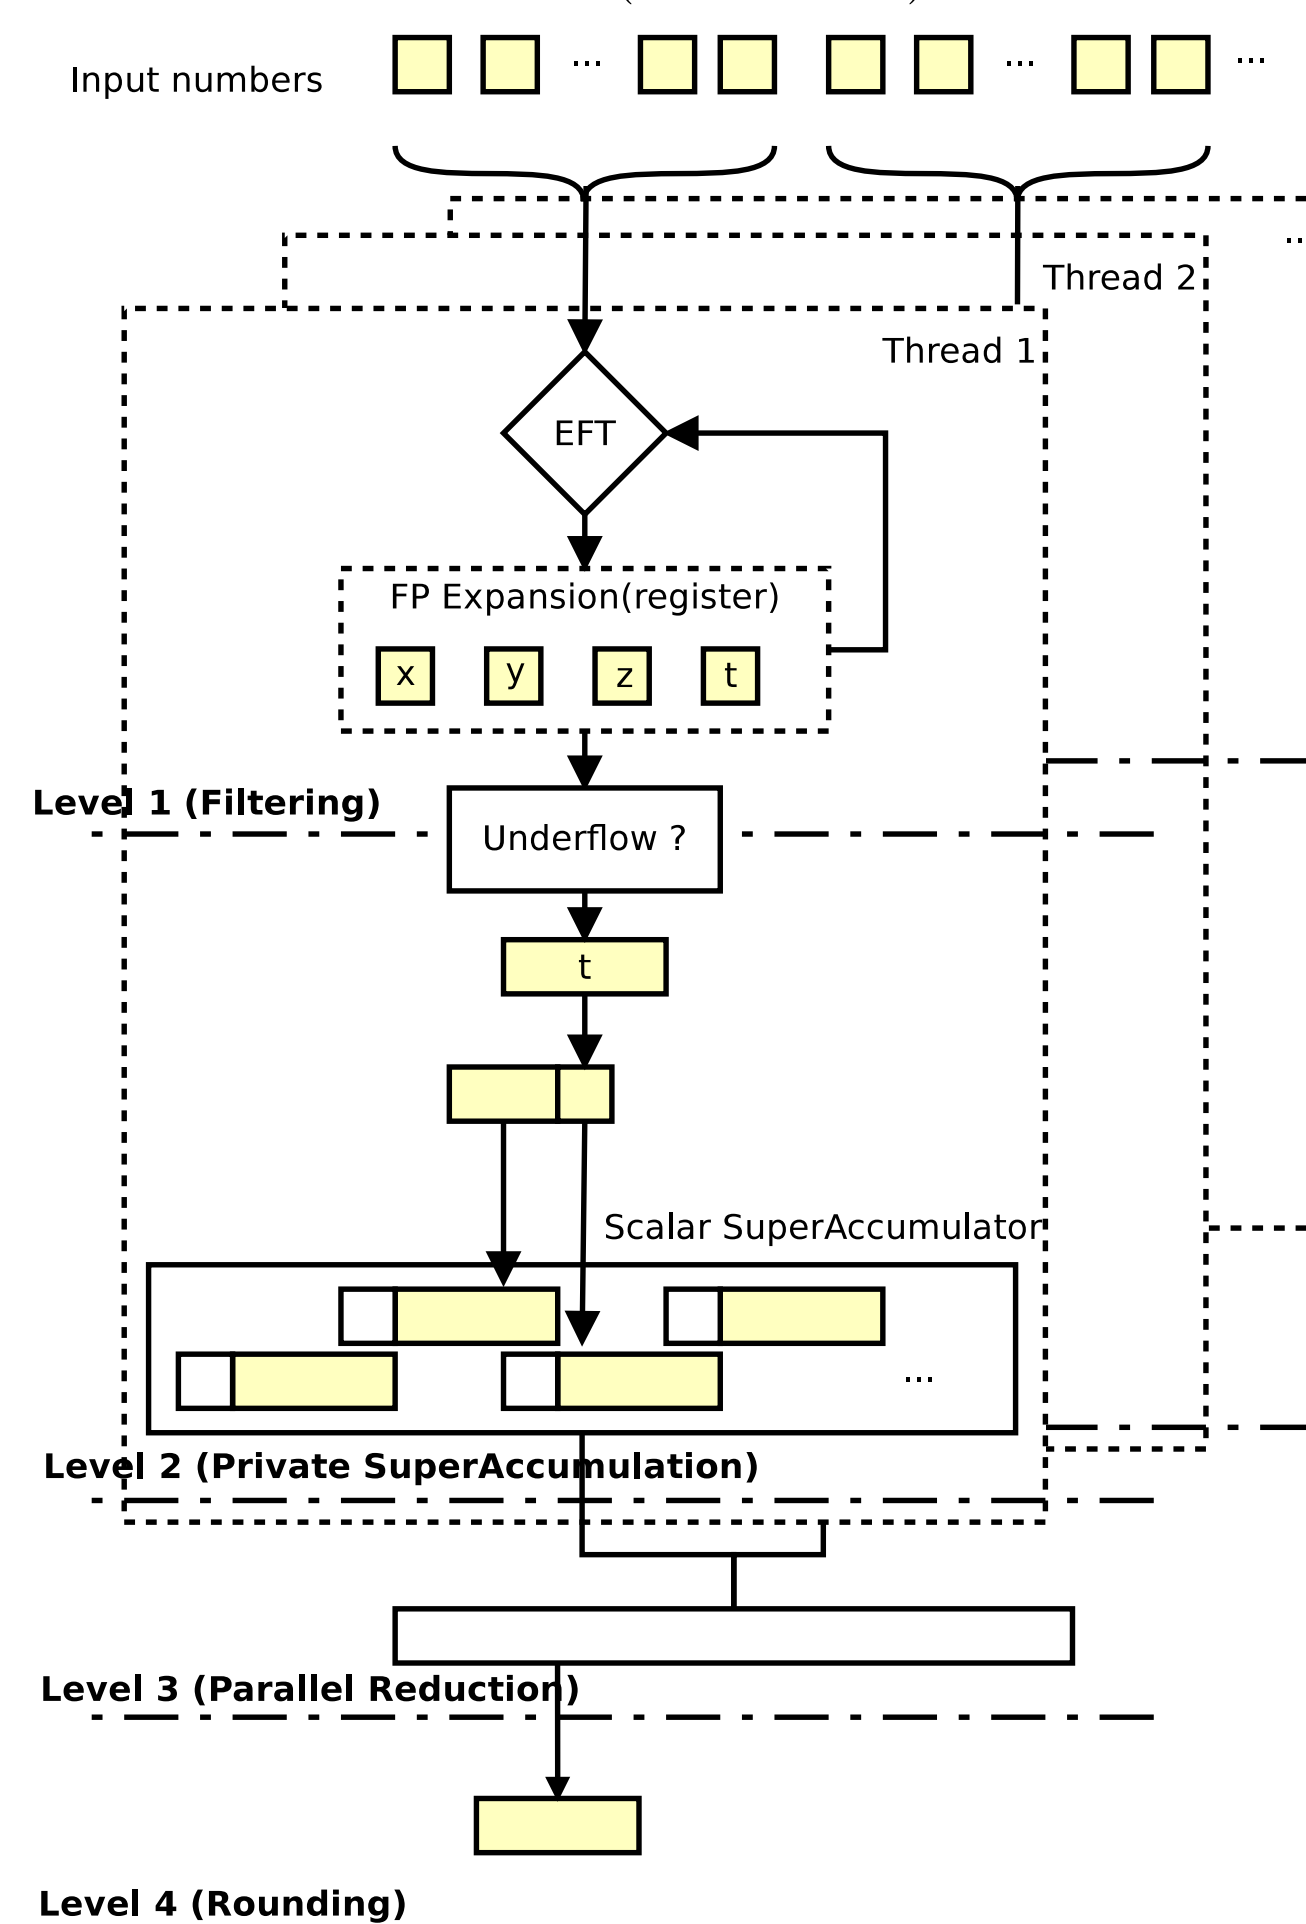 Input numbers ... ... ...
...
Thread 2
Thread 1
EFT
FP Expansion(register)
x y z t
Level 1 (Filtering)
Underflow ?
t
Scalar SuperAccumulator
...
Level 2 (Private SuperAccumulation)
Level 3 (Parallel Reduction)
Level 4 (Rounding)